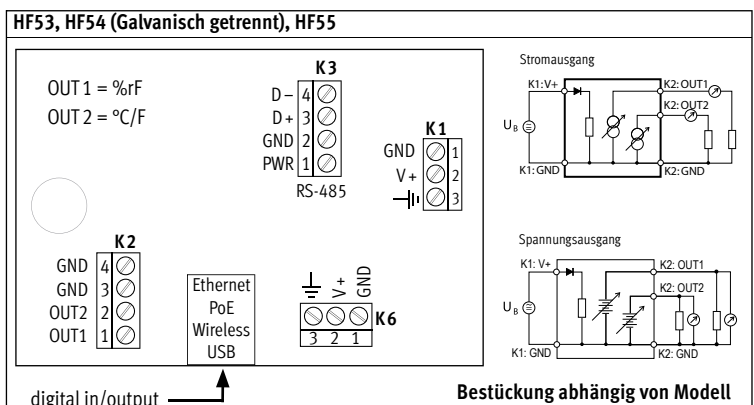 HF53, HF54 (Galvanisch getrennt), HF55
OUT 1 = %rF
OUT 2 = °C/F
K3
D– 4
D+ 3
GND 2
PWR 1
RS-485
K1
GND 1
V+ 2
3
K2
GND 4
GND 3
OUT2 2
OUT1 1
Ethernet
PoE
Wireless
USB
V+ GND
K6
3 2 1
digital in/output
Stromausgang
K1:V+
K2:OUT1
K2:OUT2
UB
K1:GND
K2:GND
Spannungsausgang
K1: V+
K2: OUT1
K2: OUT2
UB
K1: GND
K2: GND
Bestückung abhängig von Modell